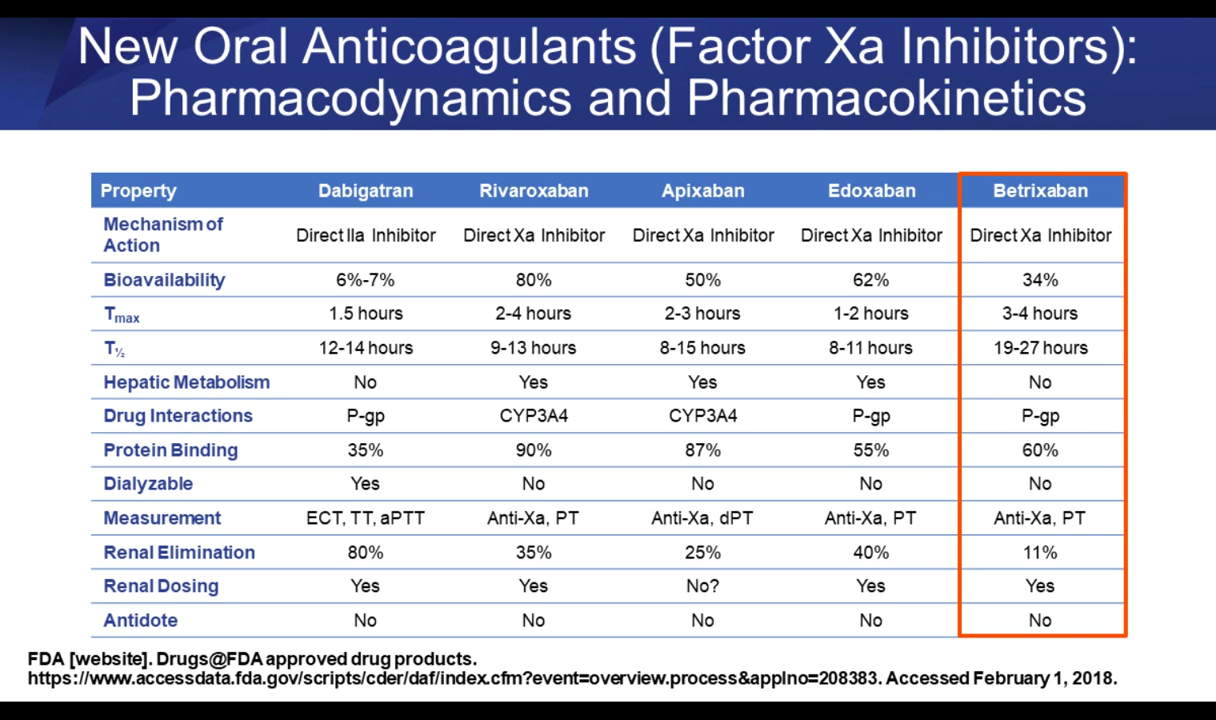 New Oral Anticoagulants (Factor Xa Inhibitors):
Pharmacodynamics and Pharmacokinetics
Property Dabigatran Rivaroxaban Apixaban Edoxaban Betrixaban
Mechanism of
Action Direct IIa Inhibitor Direct Xa Inhibitor Direct Xa Inhibitor Direct Xa Inhibitor Direct Xa Inhibitor
Bioavailability 6%-7% 80% 50% 62% 34%
Tmax 1.5 hours 2-4 hours 2-3 hours 1-2 hours 3-4 hours
T½ 12-14 hours 9-13 hours 8-15 hours 8-11 hours 19-27 hours
Hepatic Metabolism No Yes Yes Yes No
Drug Interactions P-gp CYP3A4 CYP3A4 P-gp P-gp
Protein Binding 35% 90% 87% 55% 60%
Dialyzable Yes No No No No
Measurement ECT, TT, aPTT Anti-Xa, PT Anti-Xa, dPT Anti-Xa, PT Anti-Xa, PT
Renal Elimination 80% 35% 25% 40% 11%
Renal Dosing Yes Yes No? Yes Yes
Antidote No No No No No
FDA [website]. Drugs@FDA approved drug products.
https://www.accessdata.fda.gov/scripts/cder/daf/index.cfm?event=overview.process&applno=208383. Accessed February 1, 2018.